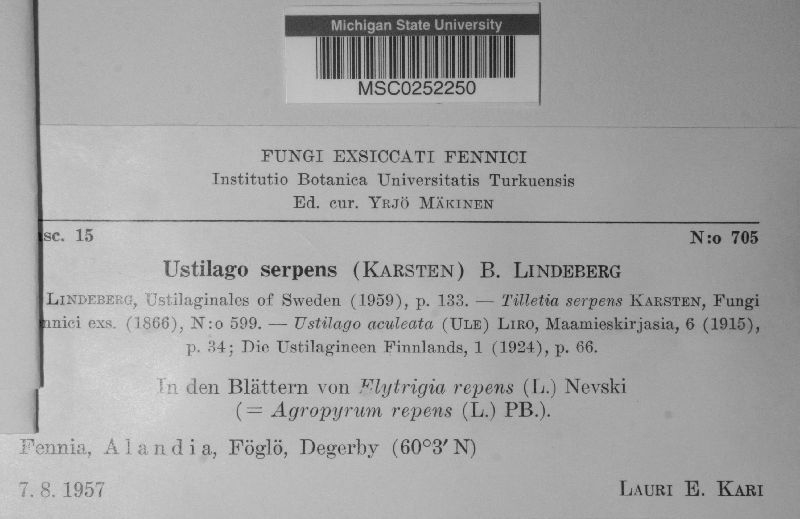 Michigan State University
MSC0252250
FUNGI EXSICCATI FENNICI
Institutio Botanica Universitatis Turkuensis
Ed. cur. YRJÖ MÄKINEN
sc. 15 N:o 705
Ustilago serpens (KARSTEN) B. LINDEBERG
LINDEBERG, Ustilaginales of Sweden (1959), p. 133. — Tilletia serpens KARSTEN, Fungi
nnici exs. (1866), N:o 599. — Ustilago aculeata (ULE) LIRO, Maamieskirjasia, 6 (1915),
p. 34; Die Ustilagineen Finnlands, 1 (1924), p. 66.
In den Blättern von Elytrigia repens (L.) Nevski
(= Agropyrum repens (L.) PB.).
Fennia, Alandia, Föglö, Degerby (60°3′ N)
7. 8. 1957 LAURI E. KARI